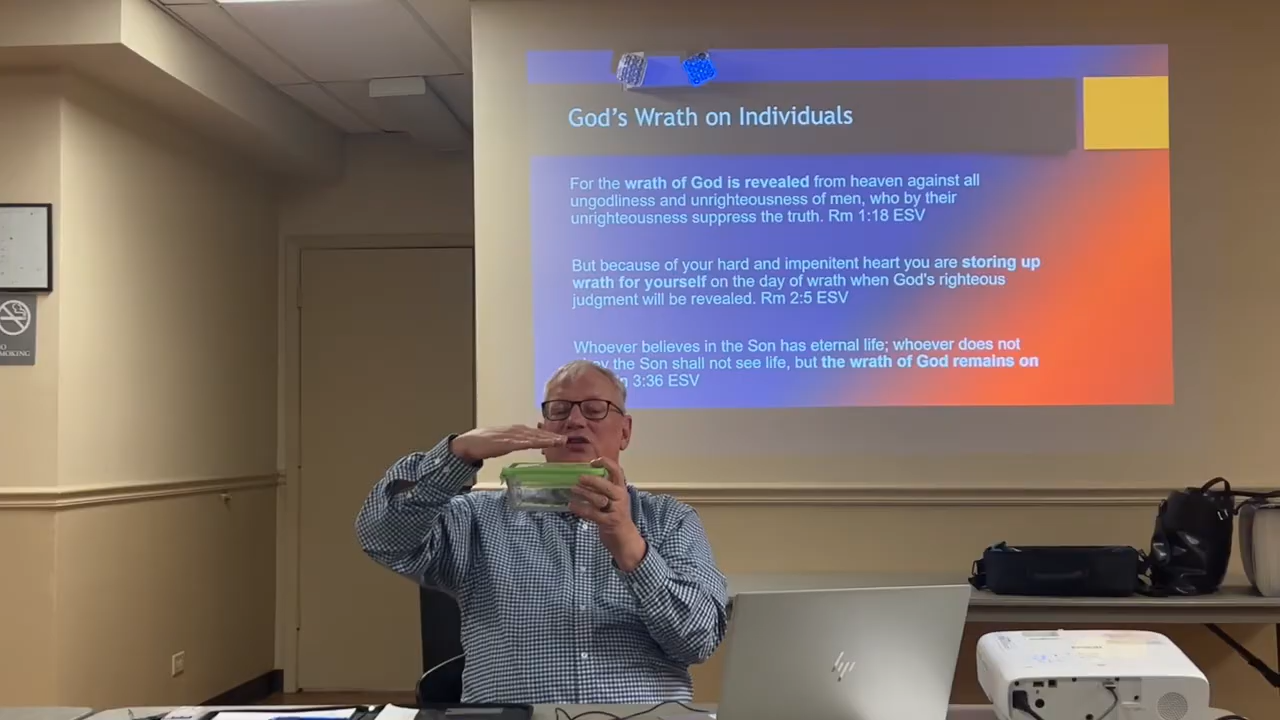 God's Wrath on Individuals
For the wrath of God is revealed from heaven against all
ungodliness and unrighteousness of men, who by their
unrighteousness suppress the truth. Rm 1:18 ESV
But because of your hard and impenitent heart you are storing up
wrath for yourself on the day of wrath when God's righteous
judgment will be revealed. Rm 2:5 ESV
Whoever believes in the Son has eternal life; whoever does not
the Son shall not see life, but the wrath of God remains on
3:36 ESV
SMOKING
hp